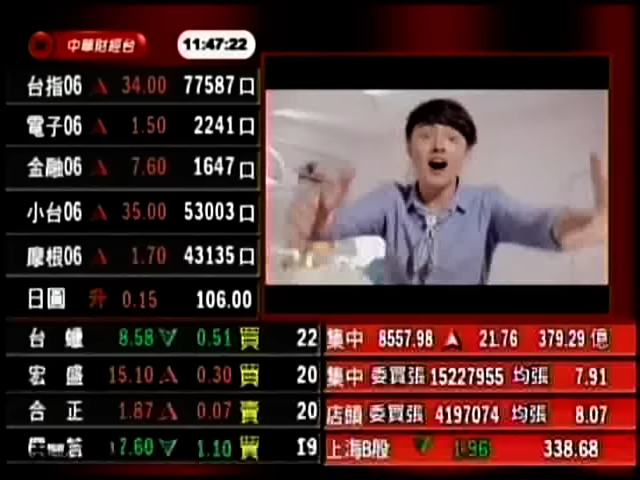 中華財經台 11:47:22
台指06 34.00 77587口
電子06 1.50 2241口
金融06 7.60 1647口
小台06 35.00 53003口
摩根06 1.70 43135口
日圓 升 0.15 106.00
台蠟 8.58 0.51 買 22
集中 8557.98 21.76 379.29億
宏盛 15.10 0.30 買 20
集中 委買張 15227955 均張 7.91
合正 1.87 0.07 賣 20
店頭 委買張 4197074 均張 8.07
7.60 1.10 買 19
上海B股 1.96 338.68